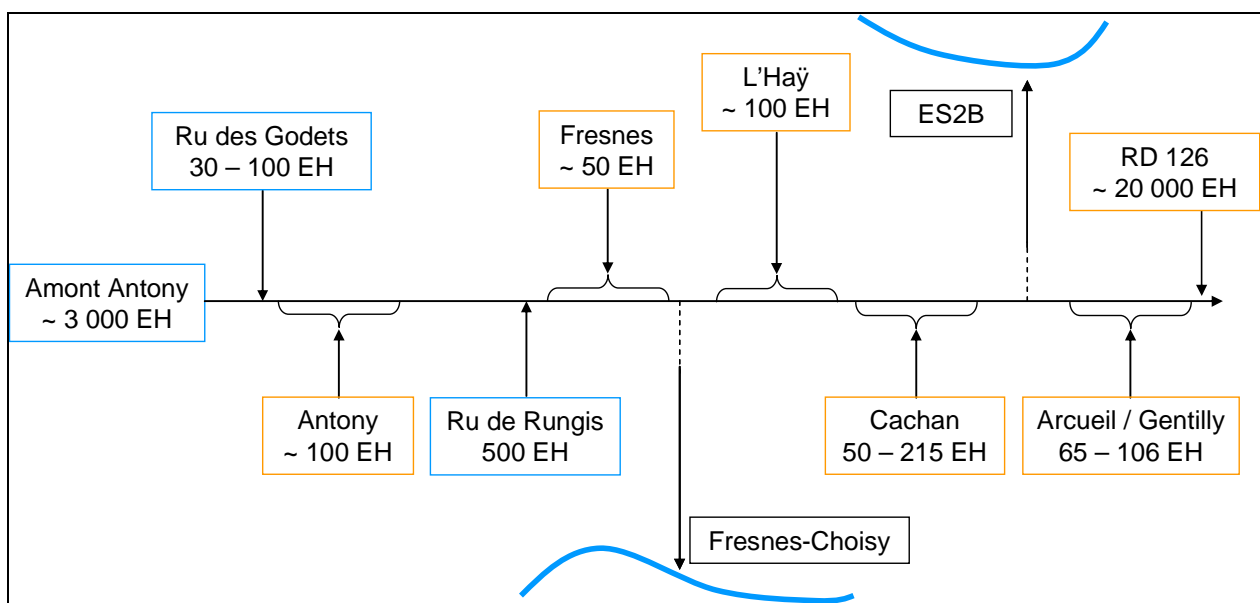 L’Haÿ
~ 100 EH
ES2B
Ru des Godets
30 – 100 EH
Fresnes
~ 50 EH
RD 126
~ 20 000 EH
Amont Antony
~ 3 000 EH
Antony
~ 100 EH
Ru de Rungis
500 EH
Cachan
50 – 215 EH
Arcueil / Gentilly
65 – 106 EH
Fresnes-Choisy